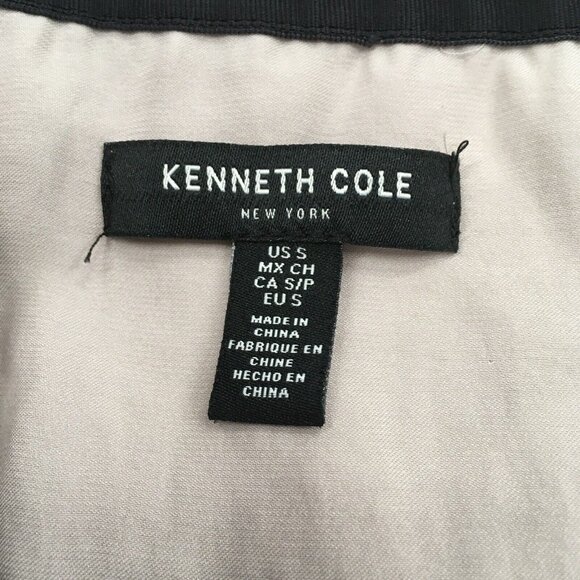 KENNETH COLE
NEW YORK
US S
MX CH
CA S/P
EU S
MADE IN
CHINA
FABRIQUE EN
CHINE
HECHO EN
CHINA